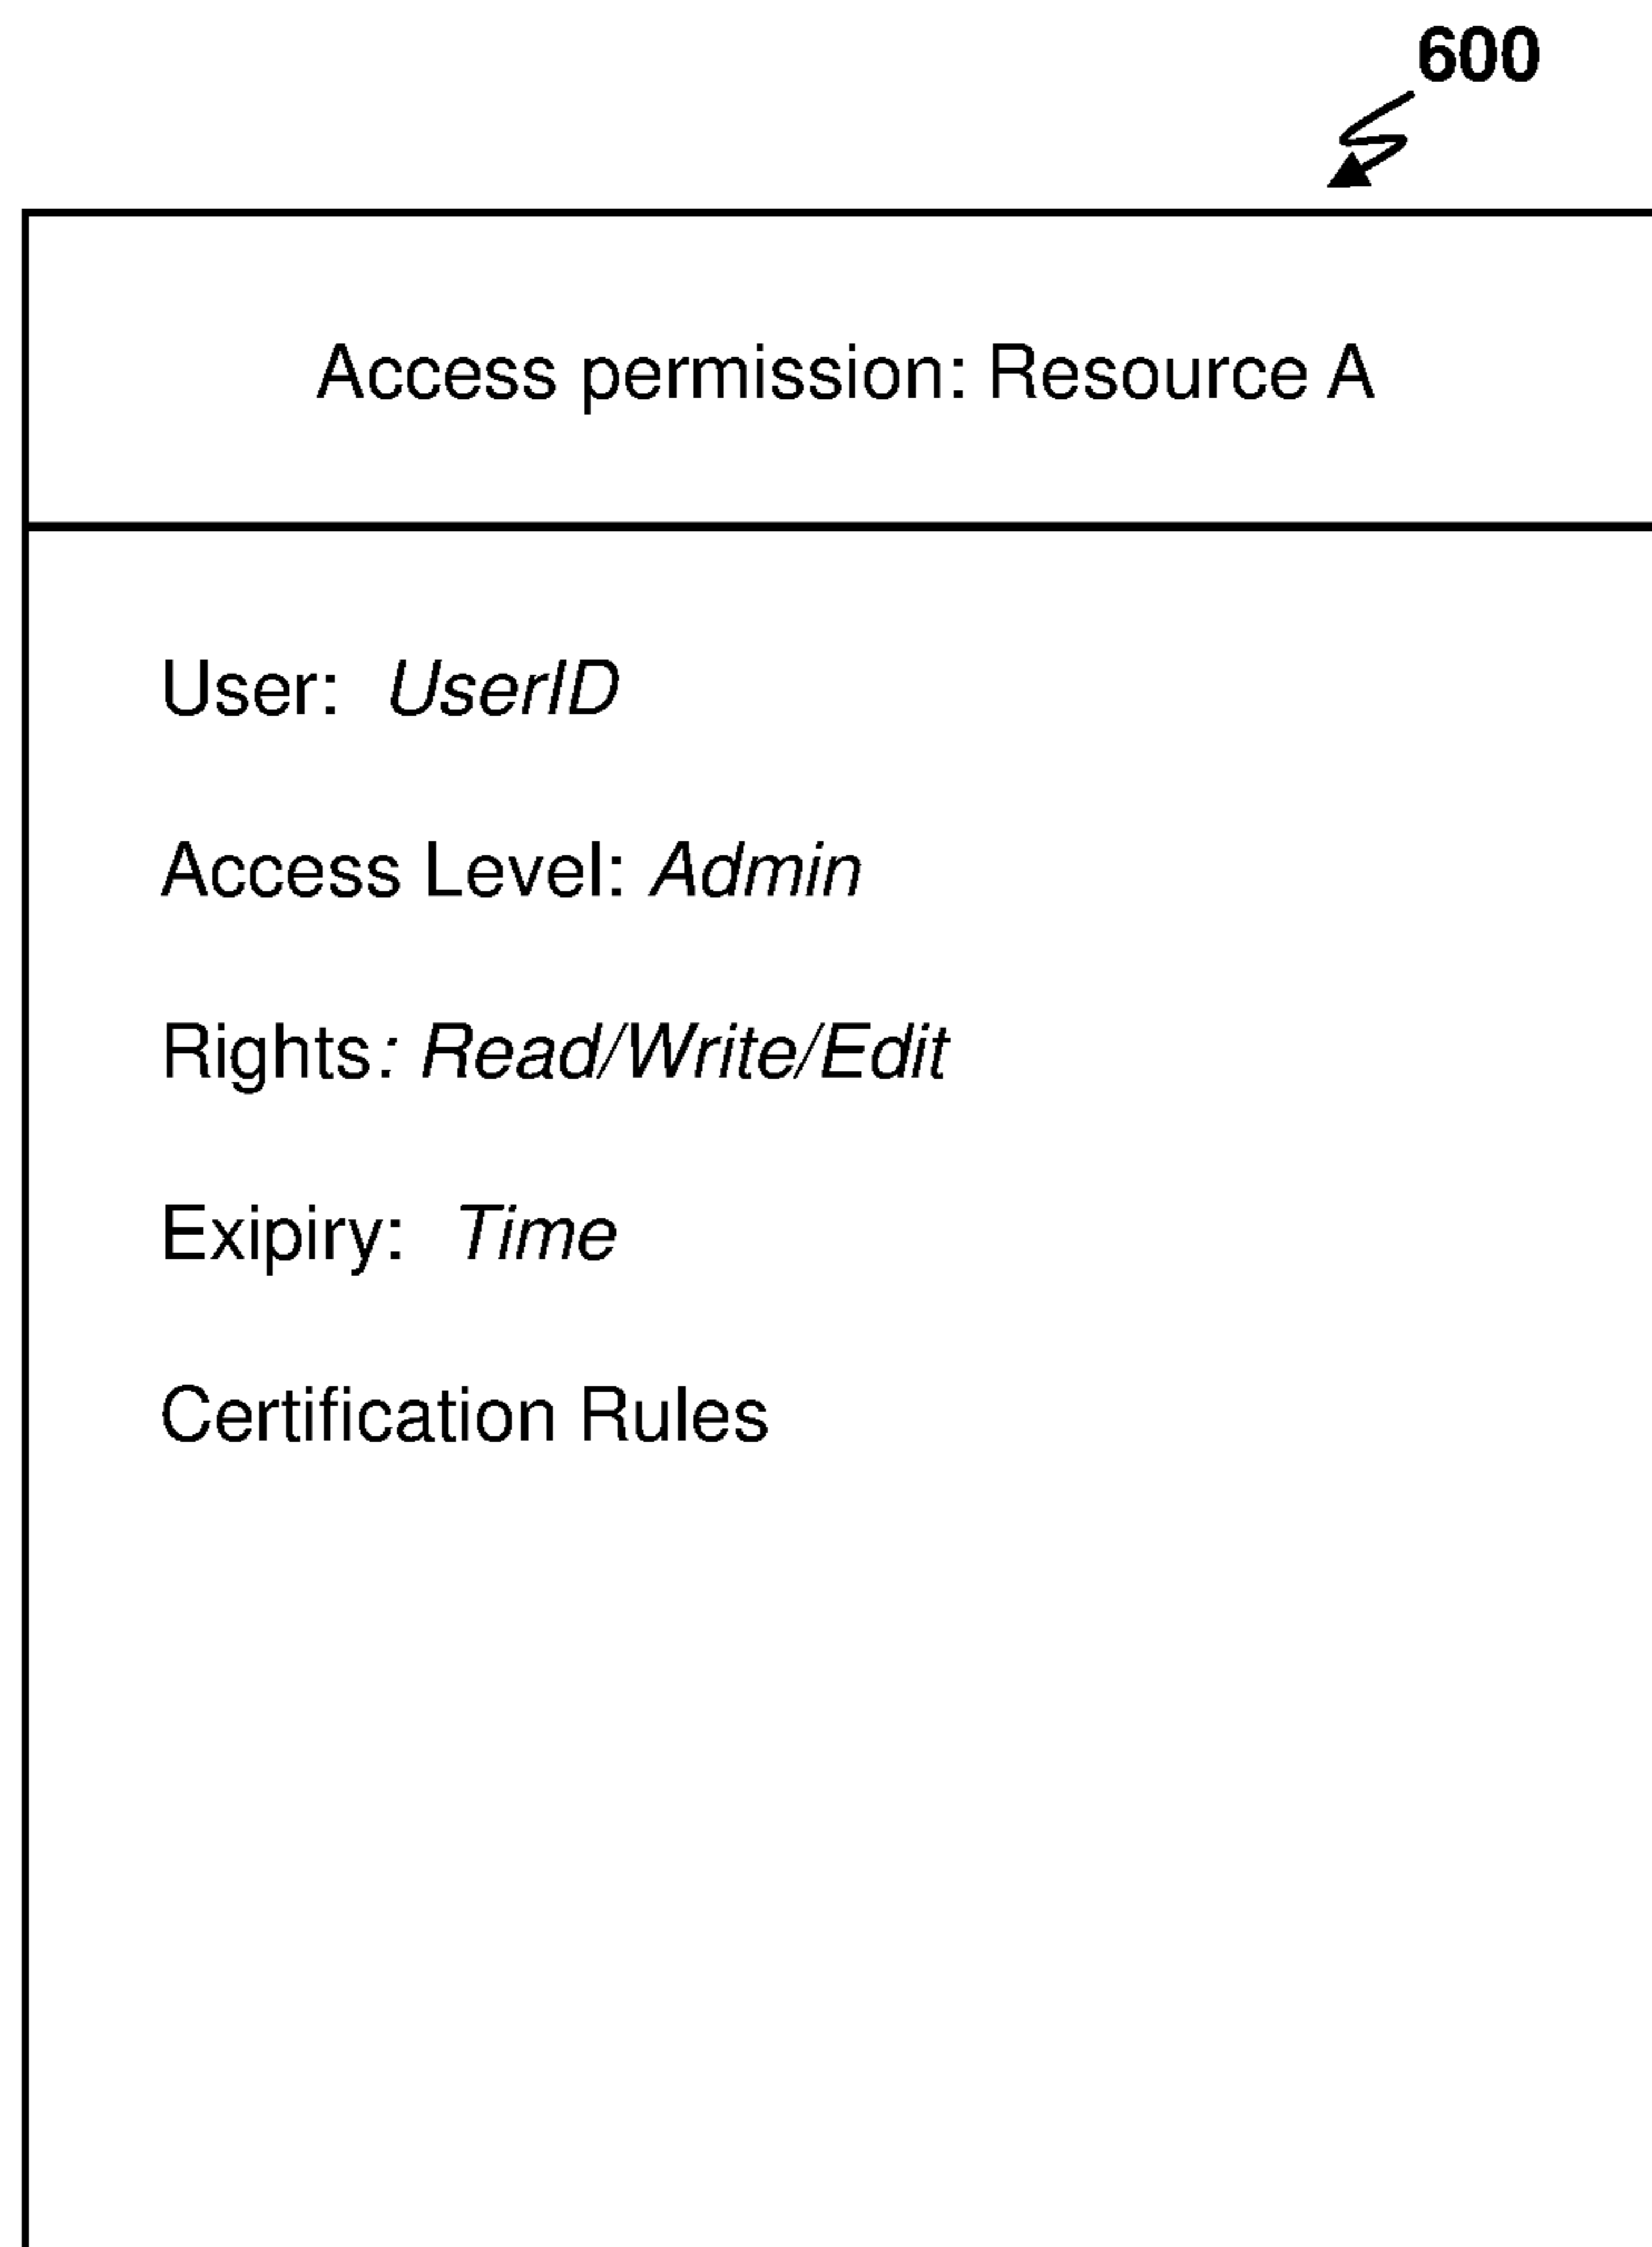 600
Access permission: Resource A
User: UserID
Access Level: Admin
Rights: Read/Write/Edit
Exipiry: Time
Certification Rules